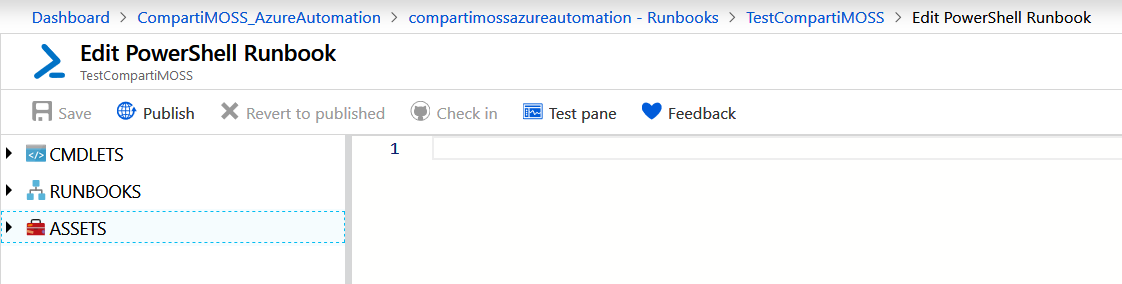 Dashboard > CompartiMOSS_AzureAutomation > compartimossazureautomation - Runbooks > TestCompartiMOSS > Edit PowerShell Runbook
Edit PowerShell Runbook
TestCompartiMOSS
Save Publish Revert to published Check in Test pane Feedback
CMDLETS
RUNBOOKS
ASSETS
1